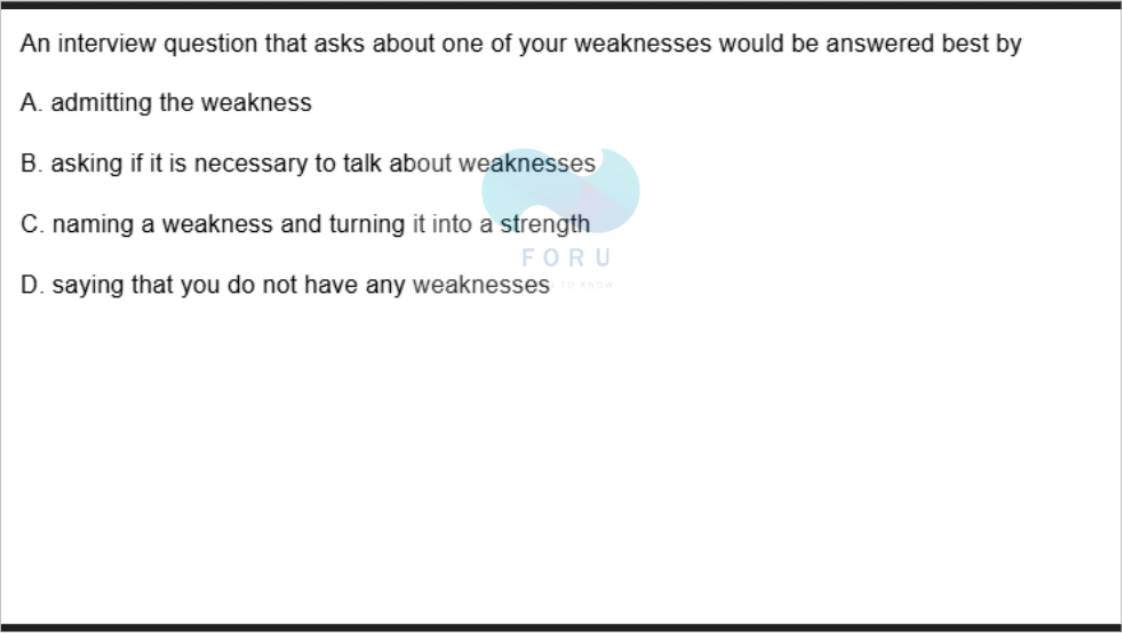 An interview question that asks about one of your weaknesses would be answered best by
A. admitting the weakness
B. asking if it is necessary to talk about weaknesses
C. naming a weakness and turning it into a strength
FORU
D. saying that you do not have any weaknesses
TO KNOW